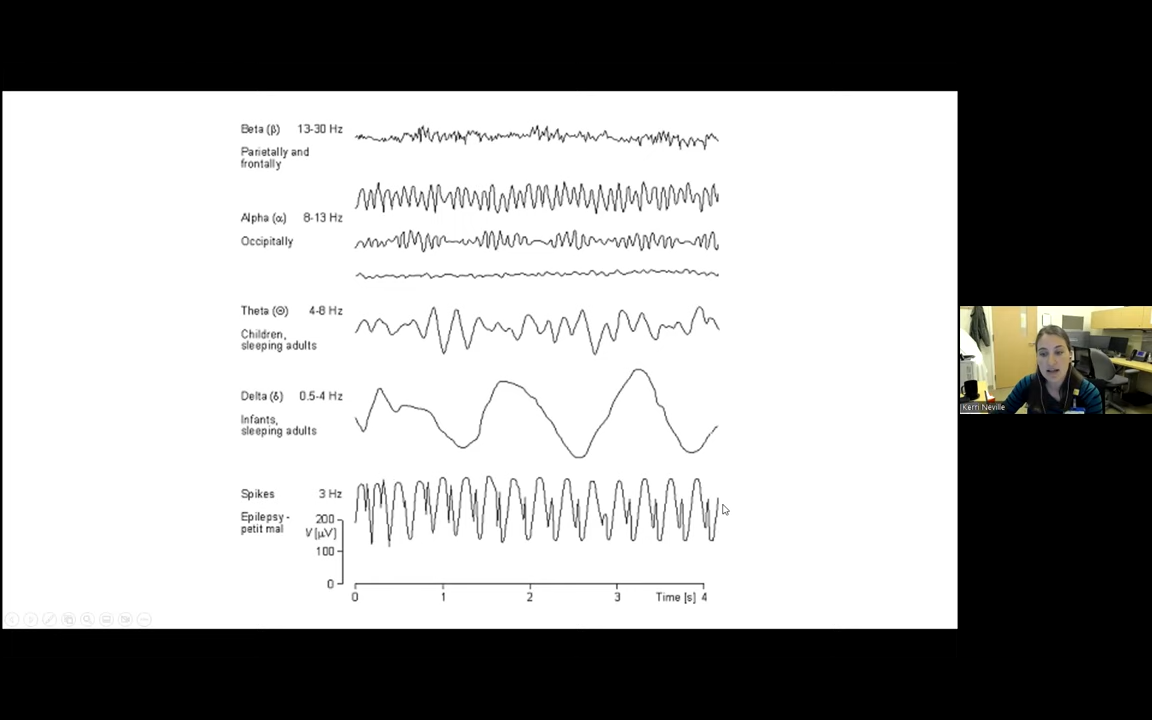 Beta (β) 13-30 Hz
Parietally and
frontally
Alpha (α) 8-13 Hz
Occipitally
Theta (Θ) 4-8 Hz
Children,
sleeping adults
Delta (δ) 0.5-4 Hz
Infants,
sleeping adults
Spikes 3 Hz
Epilepsy -
petit mal
200
V [μV]
100
0
0 1 2 3 Time [s] 4
Kerri Neville